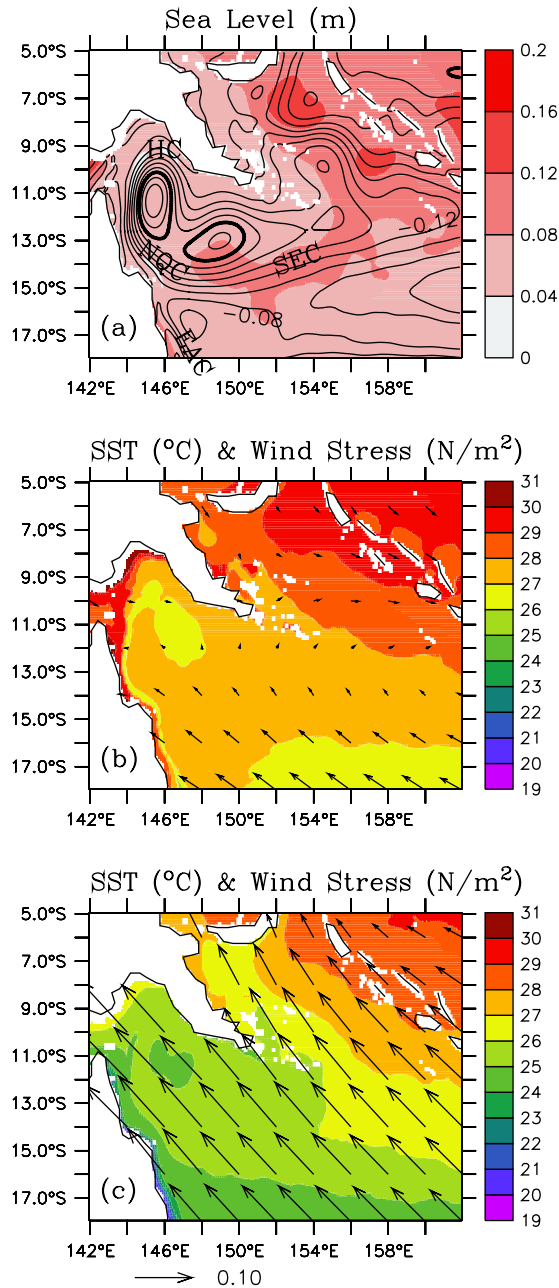 Sea Level (m)
5.0°S
7.0°S
9.0°S
11.0°S
13.0°S
15.0°S
17.0°S
HC
NQC
SEC
EAC
−0.12
−0.08
(a)
142°E 146°E 150°E 154°E 158°E
0.2
0.16
0.12
0.08
0.04
0
SST (°C) & Wind Stress (N/m²)
5.0°S
7.0°S
9.0°S
11.0°S
13.0°S
15.0°S
17.0°S
(b)
142°E 146°E 150°E 154°E 158°E
31
30
29
28
27
26
25
24
23
22
21
20
19
SST (°C) & Wind Stress (N/m²)
5.0°S
7.0°S
9.0°S
11.0°S
13.0°S
15.0°S
17.0°S
(c)
142°E 146°E 150°E 154°E 158°E
31
30
29
28
27
26
25
24
23
22
21
20
19
0.10